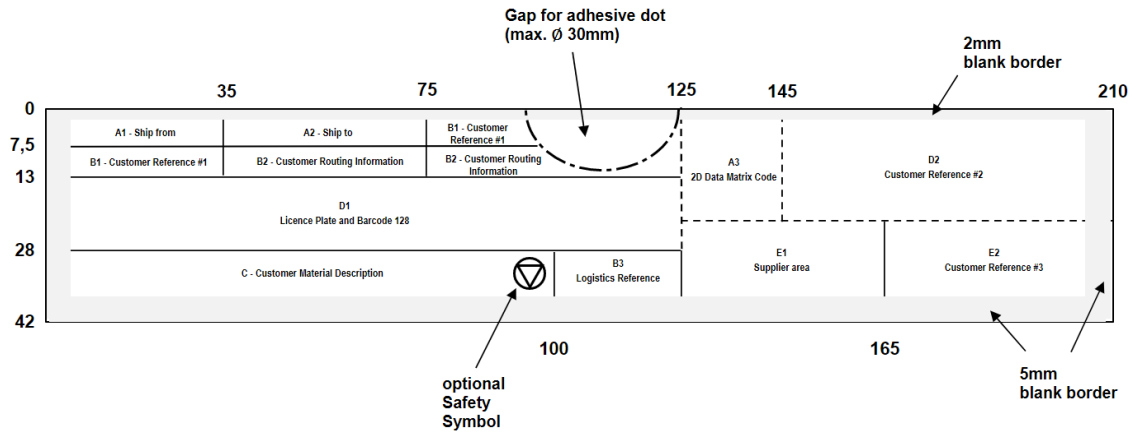 Gap for adhesive dot
(max. Ø 30mm)
2mm
blank border
35
75
125
145
210
0
7,5
13
28
42
A1 - Ship from
A2 - Ship to
B1 - Customer
Reference #1
B1 - Customer Reference #1
B2 - Customer Routing Information
B2 - Customer Routing
Information
A3
2D Data Matrix Code
D2
Customer Reference #2
D1
Licence Plate and Barcode 128
C - Customer Material Description
B3
Logistics Reference
E1
Supplier area
E2
Customer Reference #3
100
165
optional
Safety
Symbol
5mm
blank border